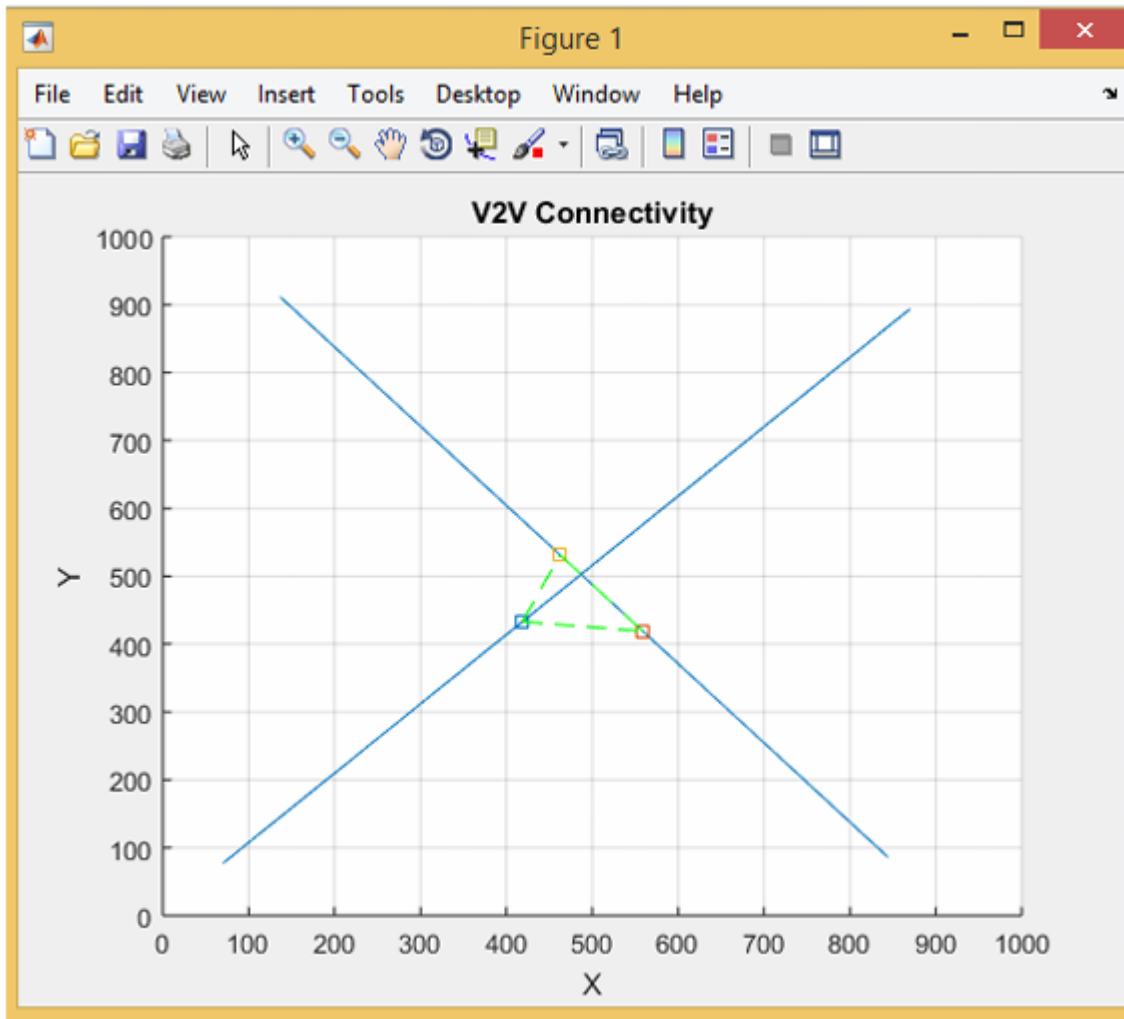 Figure 1
File Edit View Insert Tools Desktop Window Help
V2V Connectivity
1000
900
800
700
600
500
400
300
200
100
0
Y
0 100 200 300 400 500 600 700 800 900 1000
X